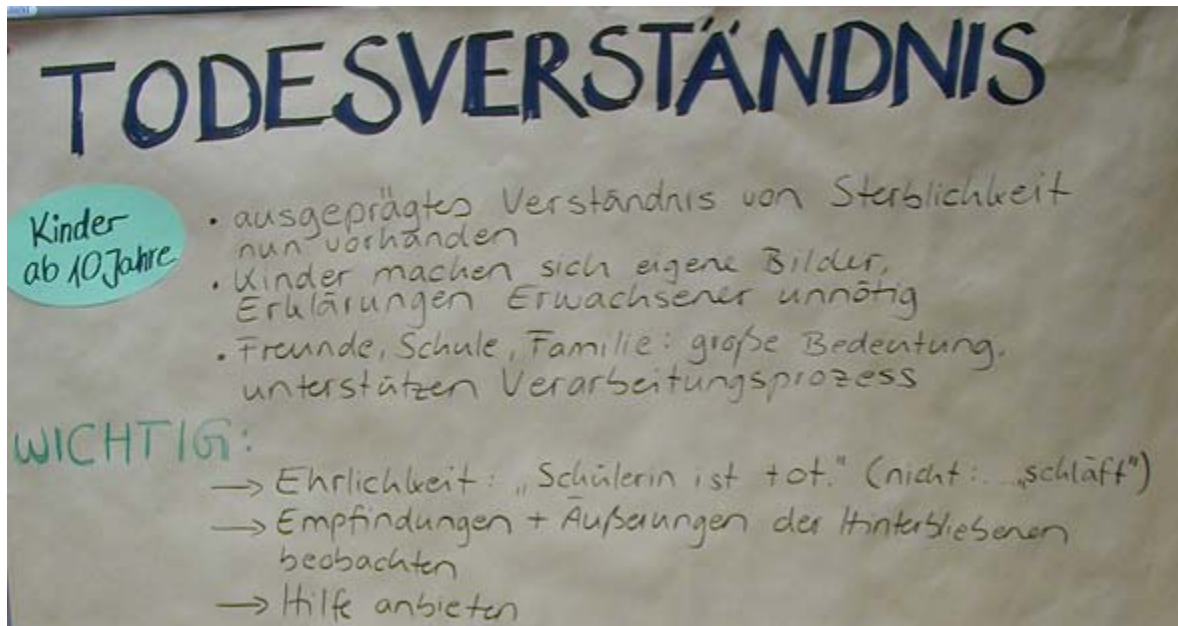 TODESVERSTÄNDNIS
Kinder
ab 10 Jahre
• ausgeprägtes Verständnis von Sterblichkeit
nun vorhanden
• Kinder machen sich eigene Bilder,
Erklärungen Erwachsener unnötig
• Freunde, Schule, Familie: große Bedeutung,
unterstützen Verarbeitungsprozess
WICHTIG:
→ Ehrlichkeit: „Schülerin ist tot." (nicht: „schläft")
→ Empfindungen + Äußerungen der Hinterbliebenen
beobachten
→ Hilfe anbieten